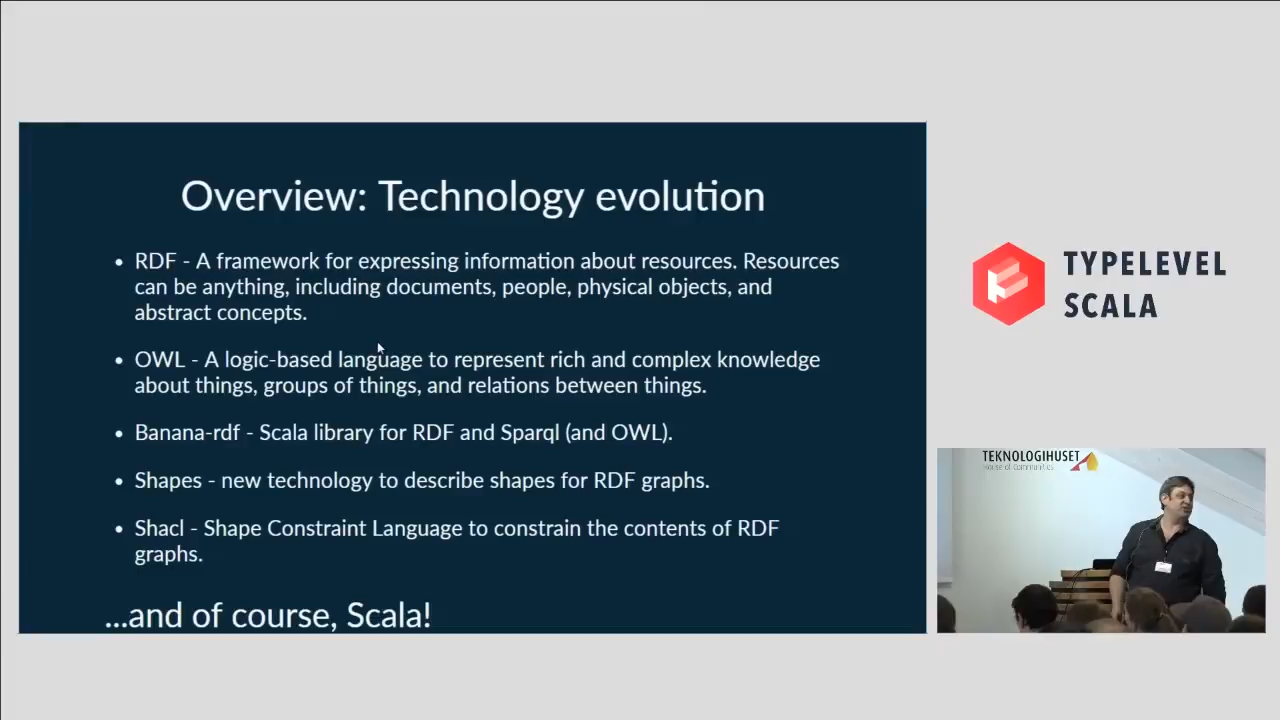 Overview: Technology evolution
• RDF - A framework for expressing information about resources. Resources
can be anything, including documents, people, physical objects, and
abstract concepts.
• OWL - A logic-based language to represent rich and complex knowledge
about things, groups of things, and relations between things.
• Banana-rdf - Scala library for RDF and Sparql (and OWL).
• Shapes - new technology to describe shapes for RDF graphs.
• Shacl - Shape Constraint Language to constrain the contents of RDF
graphs.
...and of course, Scala!
TYPELEVEL
SCALA
TEKNOLOGIHUSET
House of Communities